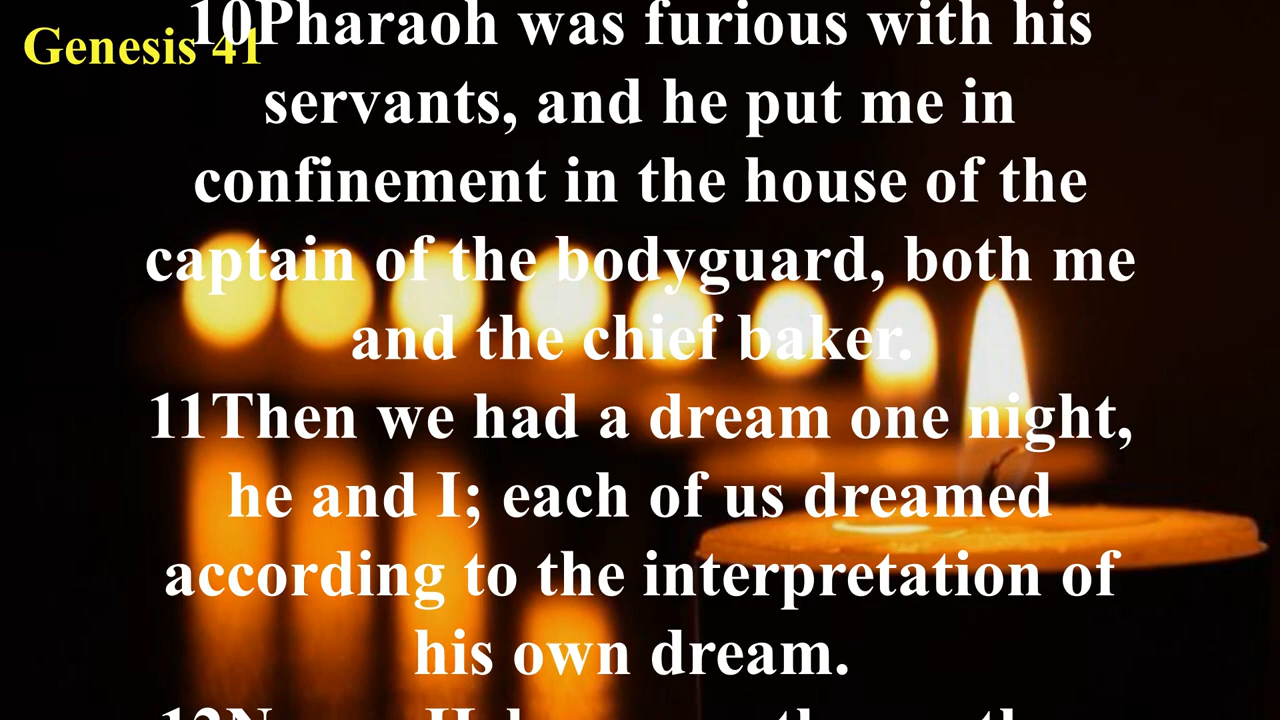 Genesis 41
10Pharaoh was furious with his
servants, and he put me in
confinement in the house of the
captain of the bodyguard, both me
and the chief baker.
11Then we had a dream one night,
he and I; each of us dreamed
according to the interpretation of
his own dream.